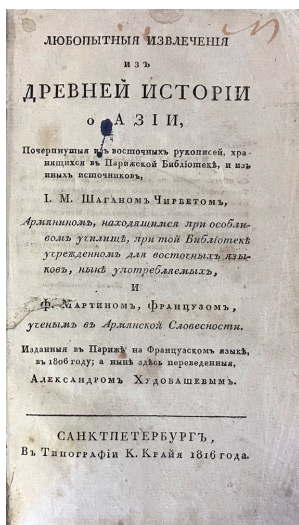 ЛЮБОПЫТНЫЯ ИЗВЛЕЧЕНІЯ
ИЗЪ
ДРЕВНЕЙ ИСТОРІИ
о АЗІИ,
Почерпнутыя изъ восточныхъ рукописей, хра-
нящихся въ Парижской Библіотекѣ, и изъ
иныхъ источниковъ,
І. М. ШАГАНОМЪ ЧИРБЕТОМЪ,
Армяниномъ, находящимся при особли-
вомъ училищѣ, при той Библіотекѣ
учрежденномъ для восточныхъ язы-
ковъ, нынѣ употребляемыхъ,
И
Ф. МАРТИНОМЪ, ФРАНЦУЗОМЪ,
ученымъ въ Армянской Словесности.
Изданныя въ Парижѣ на Французскомъ языкѣ,
въ 1806 году; а нынѣ здѣсь переведенныя,
АЛЕКСАНДРОМЪ ХУДОБАШЕВЫМЪ.
САНКТПЕТЕРБУРГЪ,
Въ Типографіи К. Крайя 1816 года.